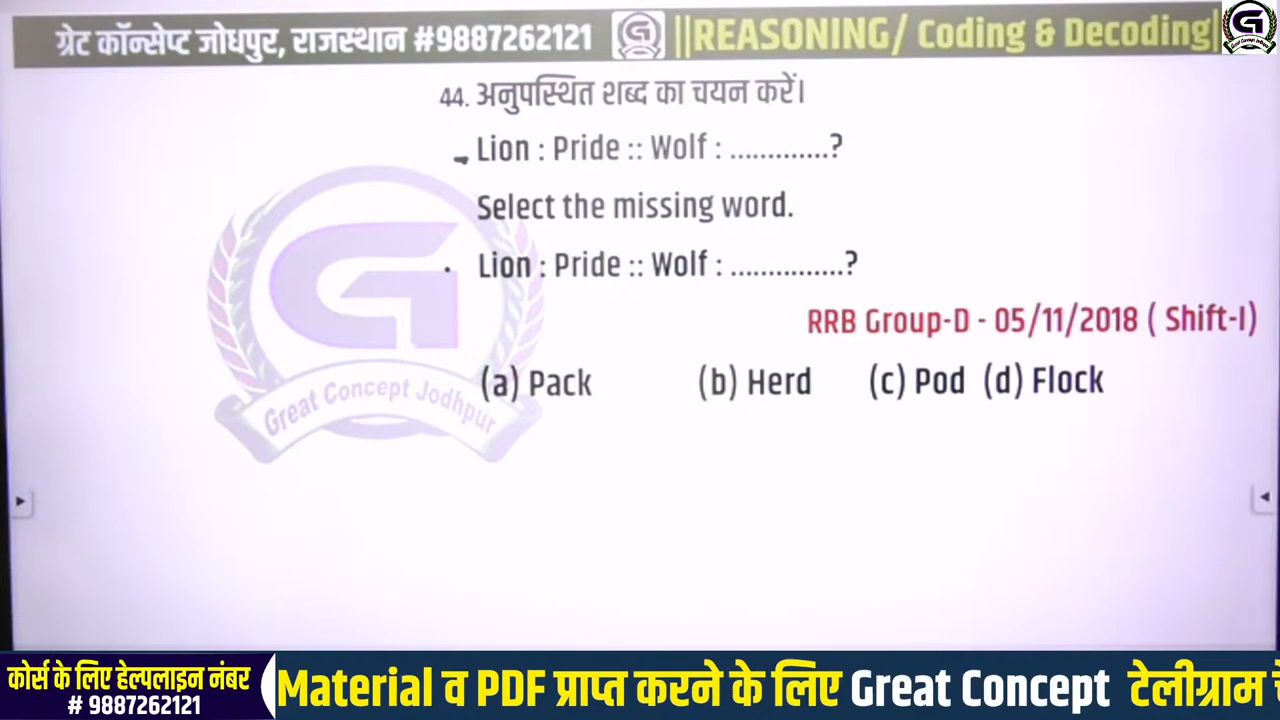 ग्रेट कॉन्सेप्ट जोधपुर, राजस्थान #9887262121 ||REASONING/ Coding & Decoding|
44. अनुपस्थित शब्द का चयन करें।
Lion : Pride :: Wolf : .............?
Select the missing word.
Lion : Pride :: Wolf : ...............?
RRB Group-D - 05/11/2018 ( Shift-I)
(a) Pack (b) Herd (c) Pod (d) Flock
Great Concept Jodhpur
कोर्स के लिए हेल्पलाइन नंबर
# 9887262121
Material व PDF प्राप्त करने के लिए Great Concept टेलीग्राम